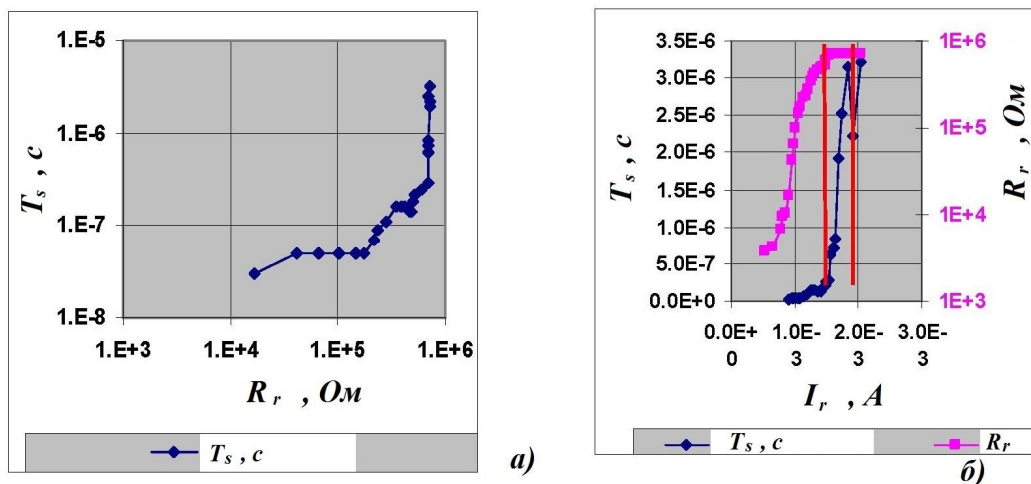 1.E-5
1.E-6
1.E-7
1.E-8
T s , с
1.E+3 1.E+4 1.E+5 1.E+6
R r , Ом
T s , с
а)
3.5E-6
3.0E-6
2.5E-6
2.0E-6
1.5E-6
1.0E-6
5.0E-7
0.0E+0
T s , с
1E+6
1E+5
1E+4
1E+3
R r , Ом
0.0E+ 1.0E- 2.0E- 3.0E-
0 3 3 3
I r , А
T s , с R r
б)